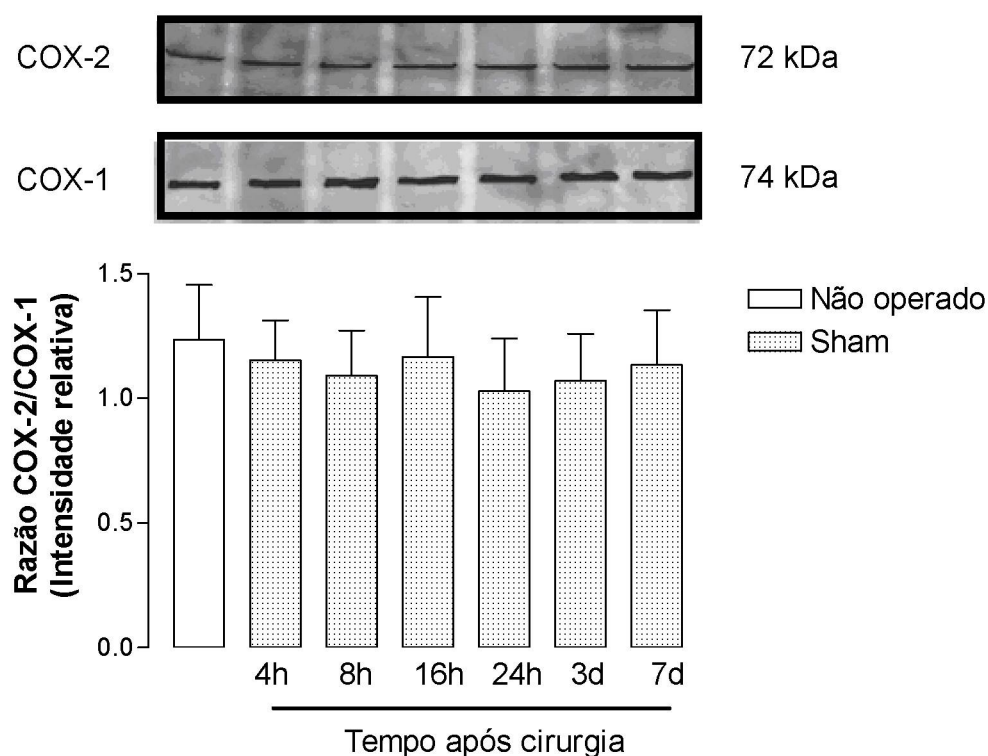 COX-2
72 kDa
COX-1
74 kDa
Razão COX-2/COX-1
(Intensidade relativa)
1.5
1.0
0.5
0.0
Não operado
Sham
4h 8h 16h 24h 3d 7d
Tempo após cirurgia